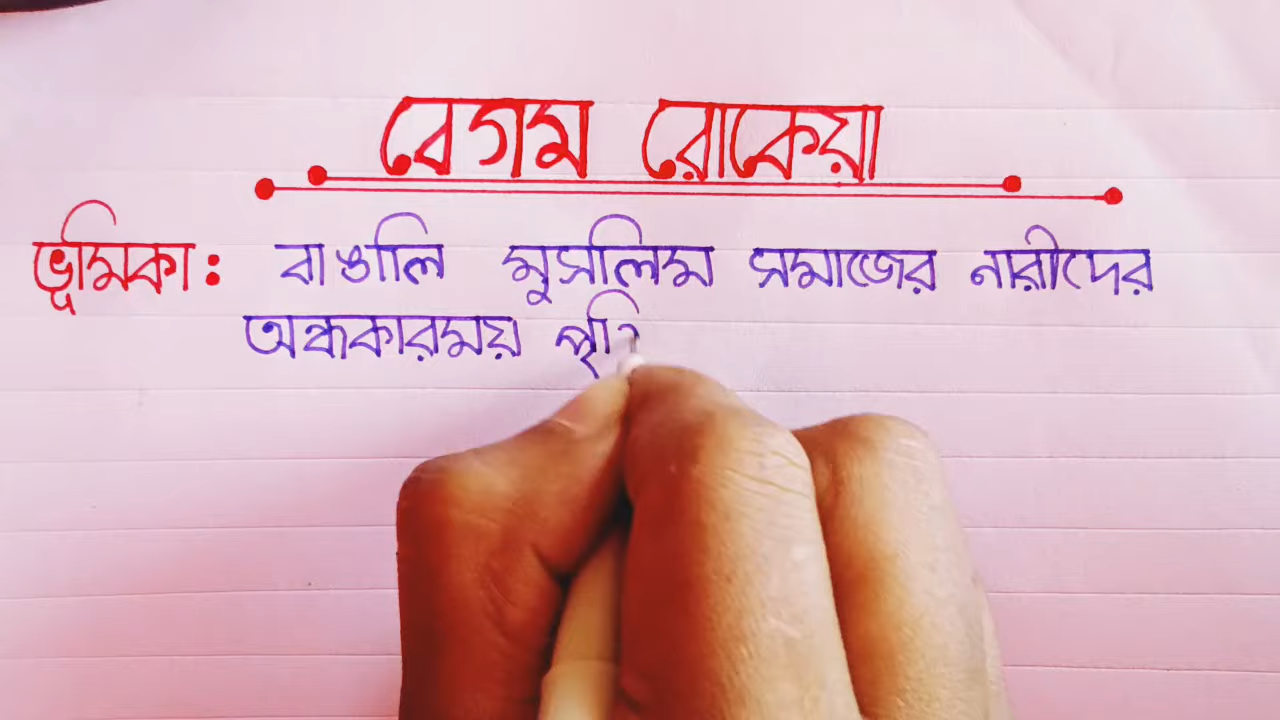 বেগম রোকেয়া
ভূমিকা: বাঙালি মুসলিম সমাজের নারীদের
অন্ধকারময়